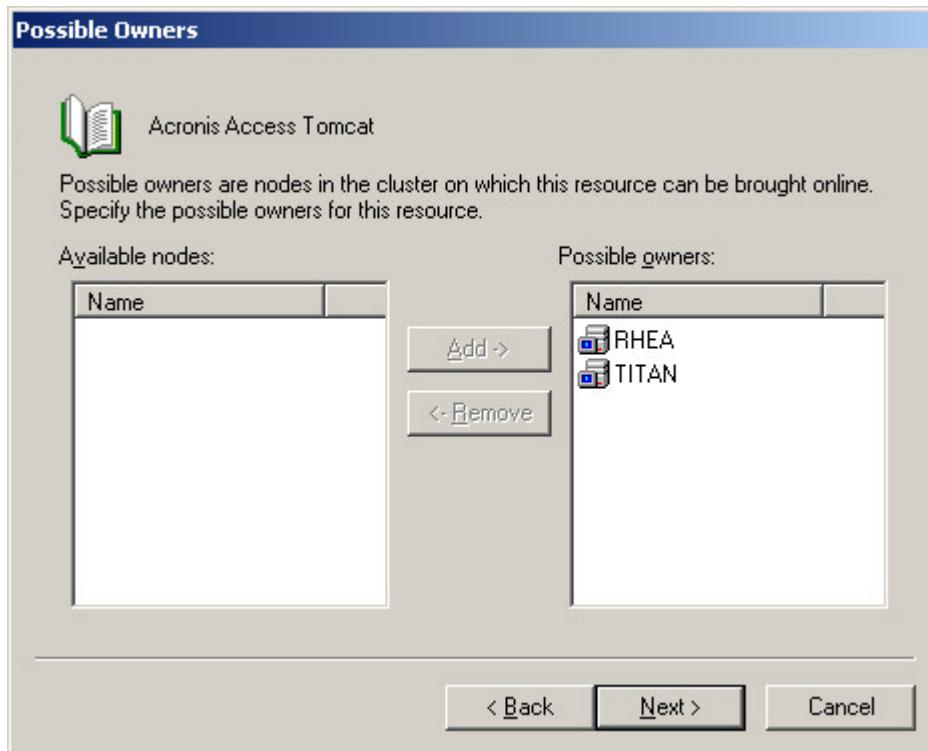 Possible Owners
Acronis Access Tomcat
Possible owners are nodes in the cluster on which this resource can be brought online.
Specify the possible owners for this resource.
Available nodes:
Name
Add ->
<- Remove
Possible owners:
Name
RHEA
TITAN
< Back
Next >
Cancel